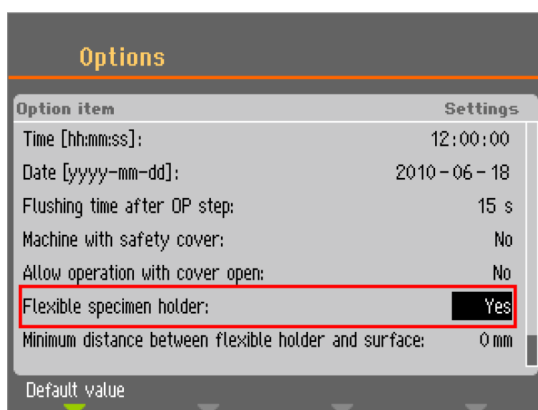 Options
Option item Settings
Time [hh:mm:ss]: 12:00:00
Date [yyyy-mm-dd]: 2010-06-18
Flushing time after OP step: 15 s
Machine with safety cover: No
Allow operation with cover open: No
Flexible specimen holder: Yes
Minimum distance between flexible holder and surface: 0 mm
Default value